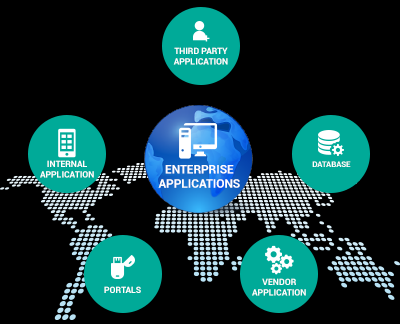 THIRD PARTY
APPLICATION
INTERNAL
APPLICATION
ENTERPRISE
APPLICATIONS
DATABASE
PORTALS
VENDOR
APPLICATION